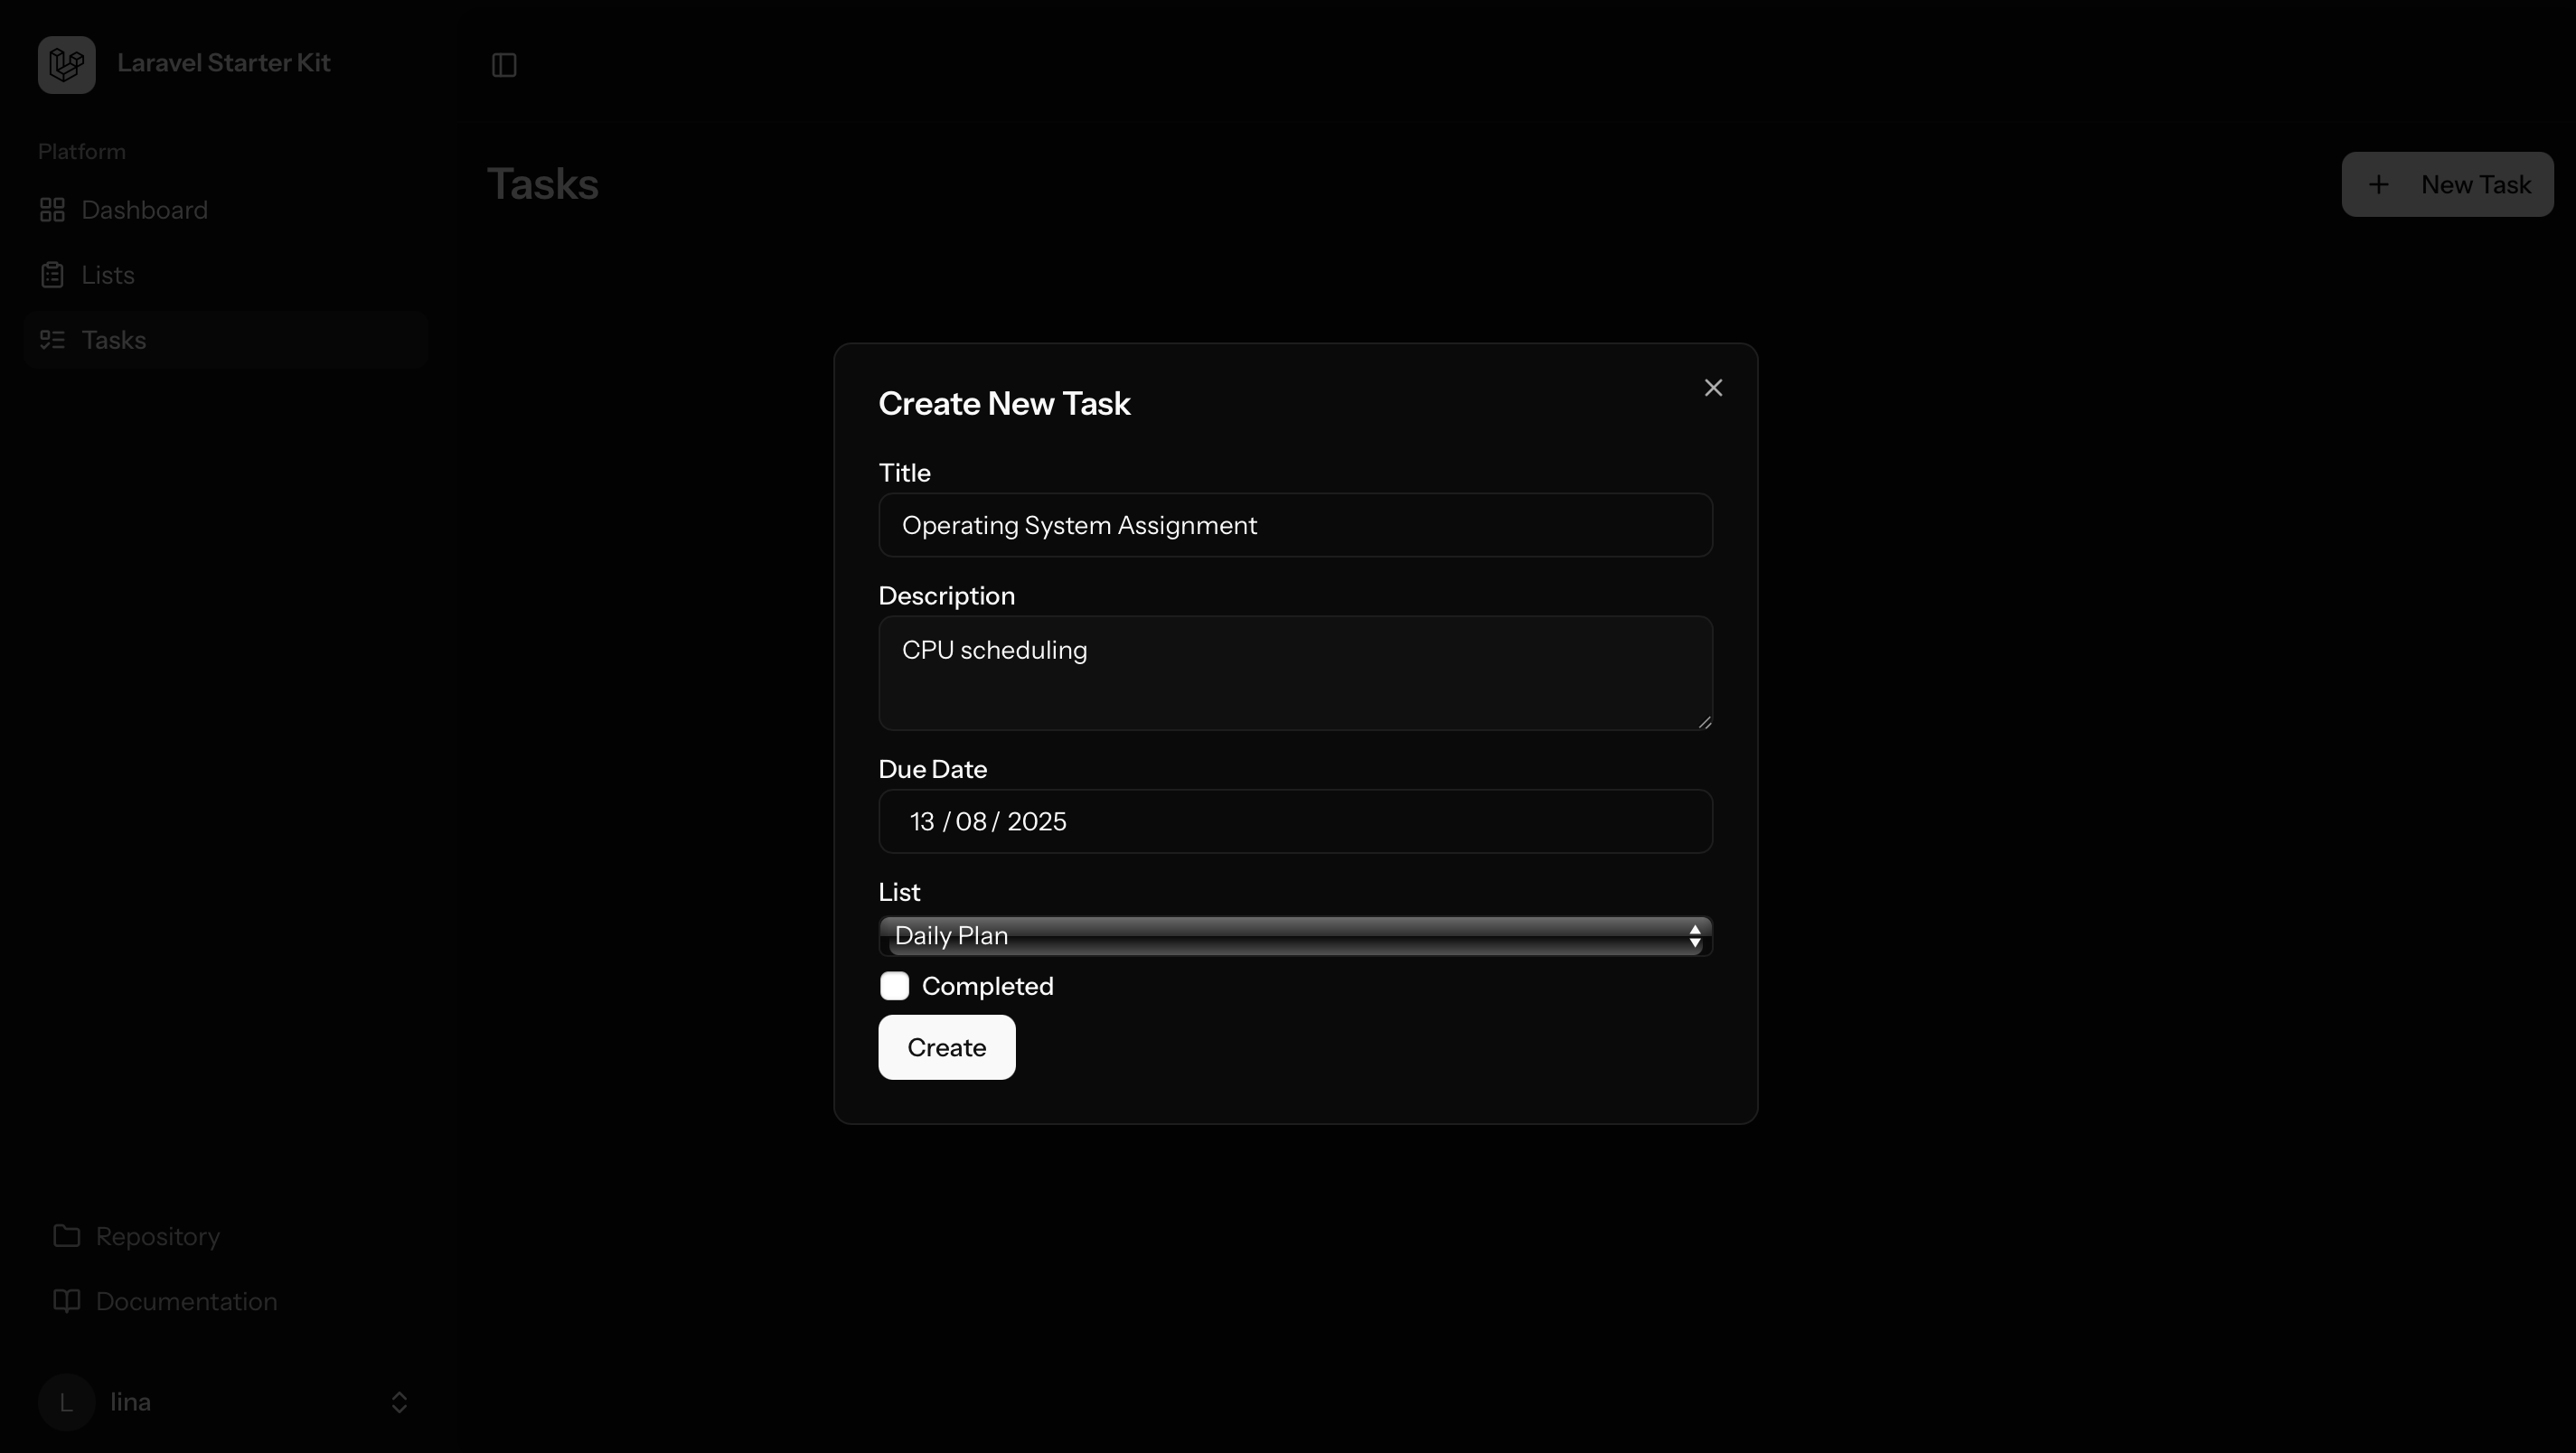 Laravel Starter Kit
Platform
Dashboard
Lists
Tasks
Repository
Documentation
L
lina
Tasks
New Task
Create New Task
Title
Operating System Assignment
Description
CPU scheduling
Due Date
13 / 08 / 2025
List
Daily Plan
Completed
Create